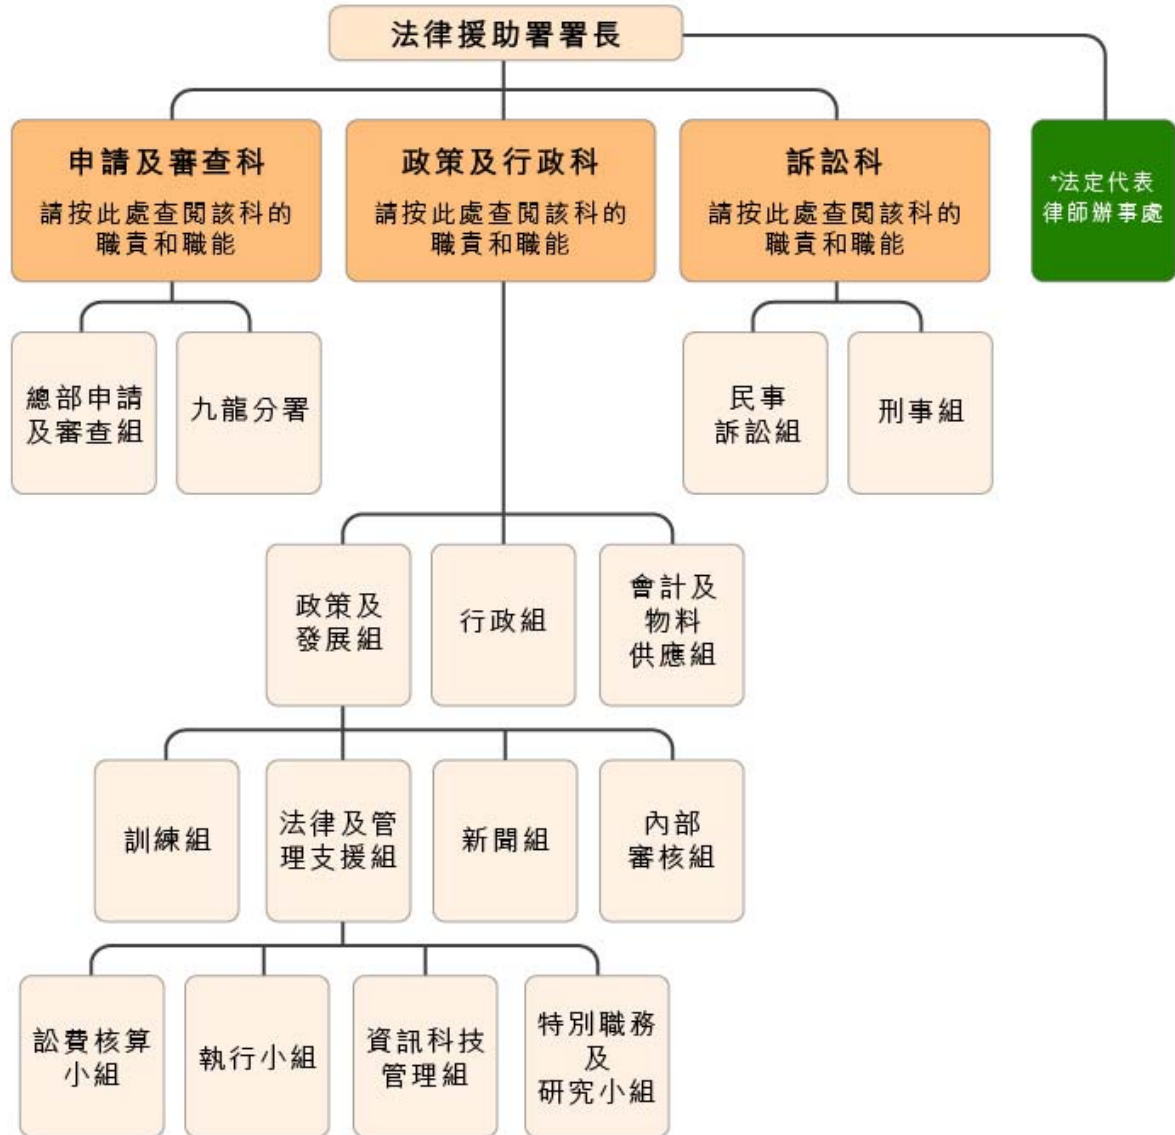 法律援助署署長
申請及審查科
請按此處查閱該科的
職責和職能
政策及行政科
請按此處查閱該科的
職責和職能
訴訟科
請按此處查閱該科的
職責和職能
*法定代表
律師辦事處
總部申請
及審查組
九龍分署
民事
訴訟組
刑事組
政策及
發展組
行政組
會計及
物料
供應組
訓練組
法律及管
理支援組
新聞組
內部
審核組
訟費核算
小組
執行小組
資訊科技
管理組
特別職務
及
研究小組